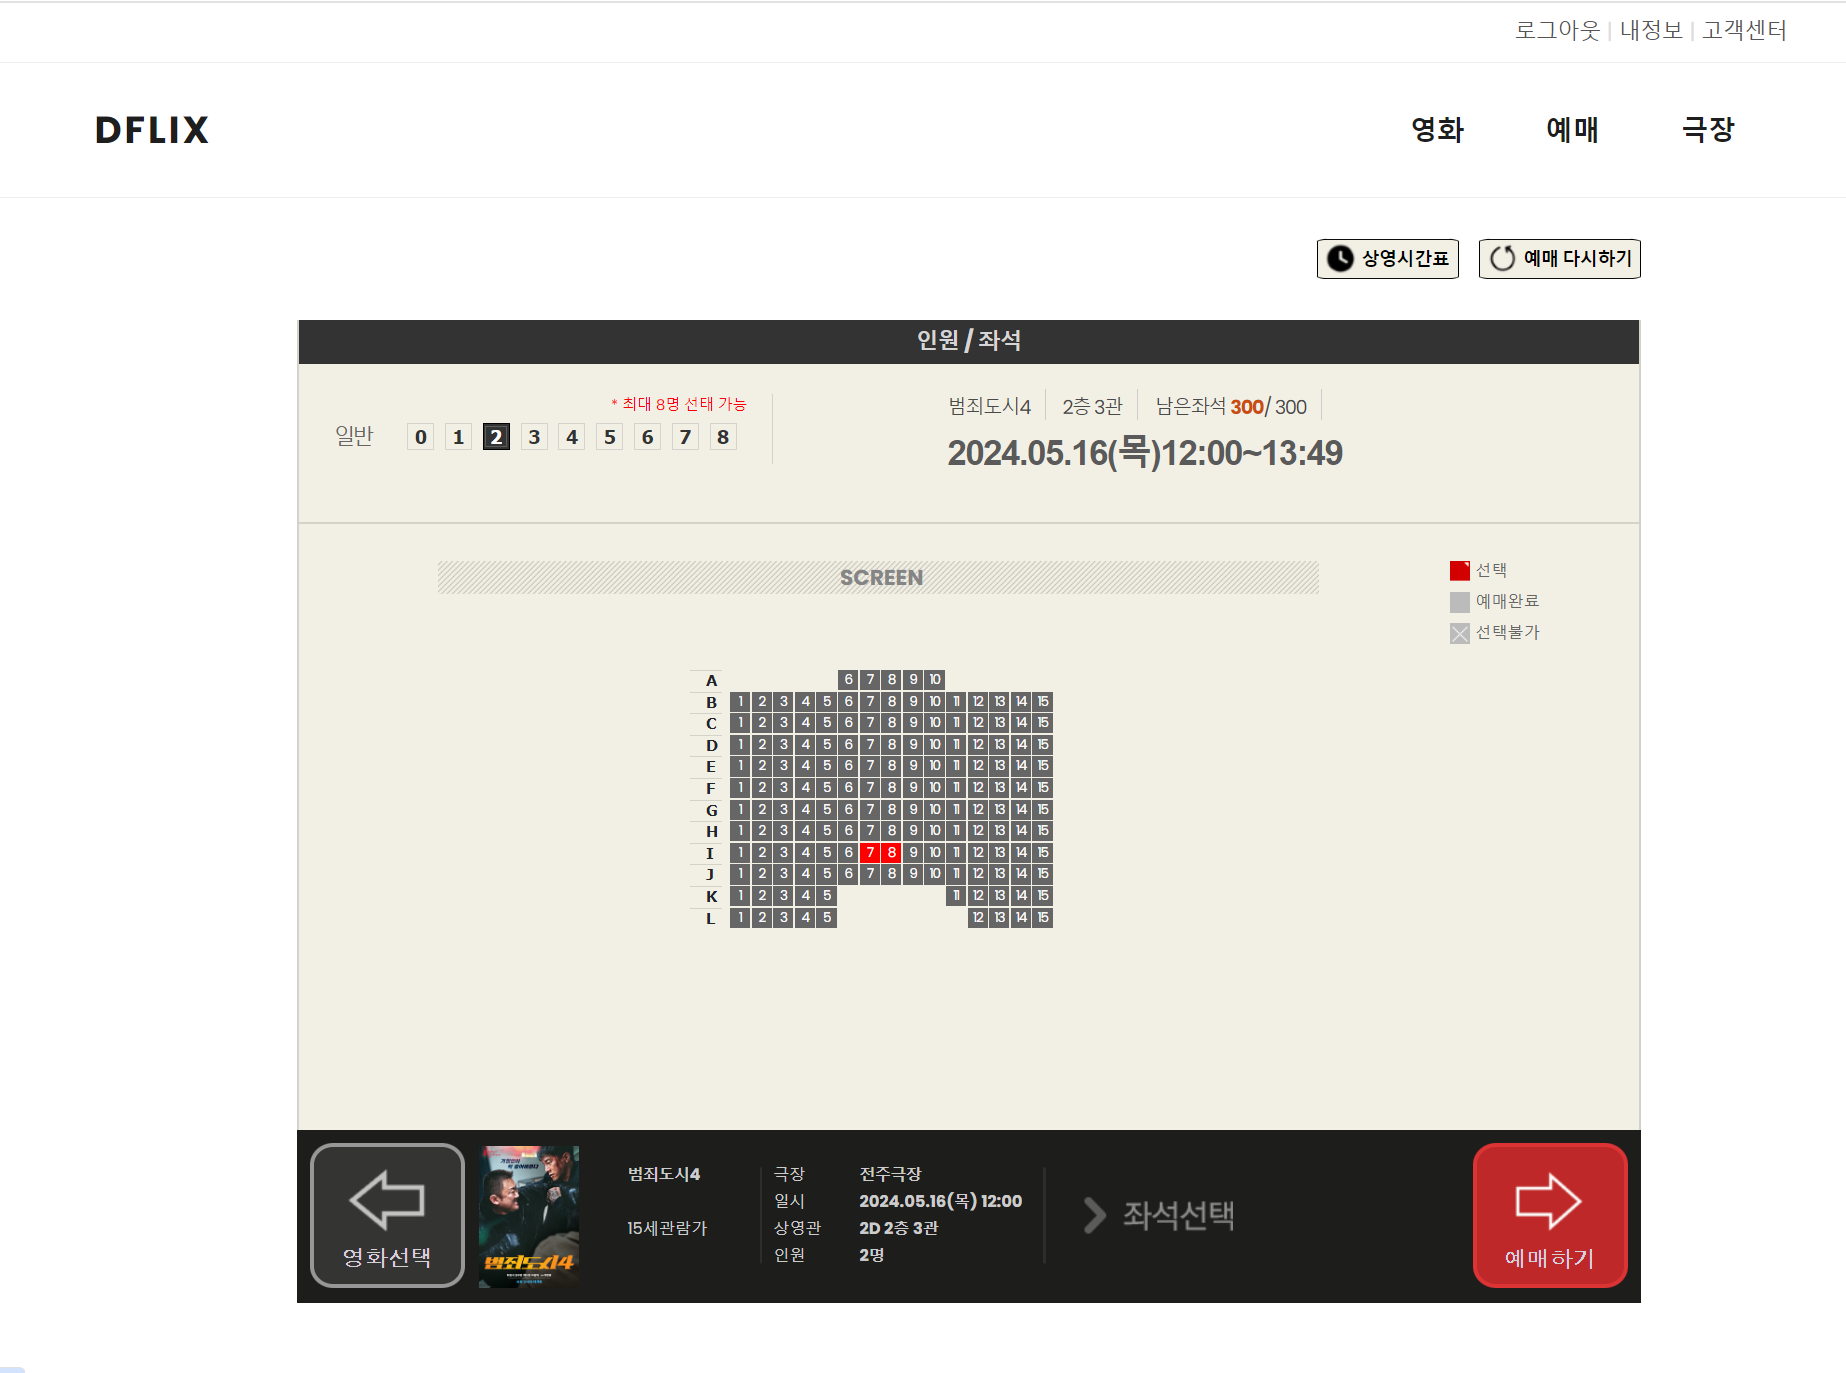 로그아웃 | 내정보 | 고객센터
DFLIX
영화 예매 극장
상영시간표 예매 다시하기
인원 / 좌석
* 최대 8명 선태 가능
일반 0 1 2 3 4 5 6 7 8
범죄도시4 2층 3관 남은좌석 300/ 300
2024.05.16(목)12:00~13:49
SCREEN
선택
예매완료
선택불가
A 6 7 8 9 10
B 1 2 3 4 5 6 7 8 9 10 11 12 13 14 15
C 1 2 3 4 5 6 7 8 9 10 11 12 13 14 15
D 1 2 3 4 5 6 7 8 9 10 11 12 13 14 15
E 1 2 3 4 5 6 7 8 9 10 11 12 13 14 15
F 1 2 3 4 5 6 7 8 9 10 11 12 13 14 15
G 1 2 3 4 5 6 7 8 9 10 11 12 13 14 15
H 1 2 3 4 5 6 7 8 9 10 11 12 13 14 15
I 1 2 3 4 5 6 7 8 9 10 11 12 13 14 15
J 1 2 3 4 5 6 7 8 9 10 11 12 13 14 15
K 1 2 3 4 5 11 12 13 14 15
L 1 2 3 4 5 12 13 14 15
영화선택
범죄도시4
범죄도시4
15세관람가
극장 전주극장
일시 2024.05.16(목) 12:00
상영관 2D 2층 3관
인원 2명
좌석선택
예매하기